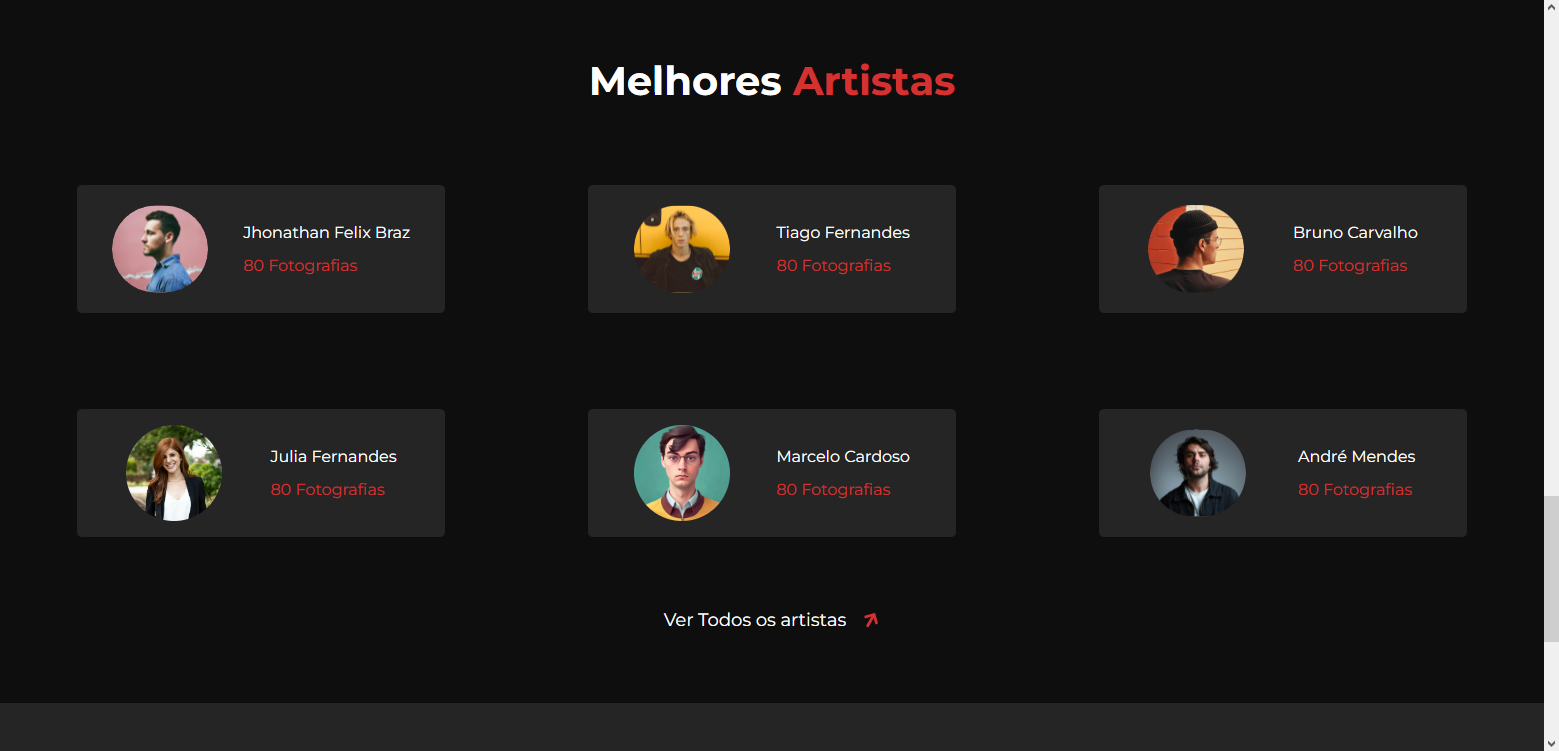 Melhores Artistas
Jhonathan Felix Braz
80 Fotografias
Tiago Fernandes
80 Fotografias
Bruno Carvalho
80 Fotografias
Julia Fernandes
80 Fotografias
Marcelo Cardoso
80 Fotografias
André Mendes
80 Fotografias
Ver Todos os artistas